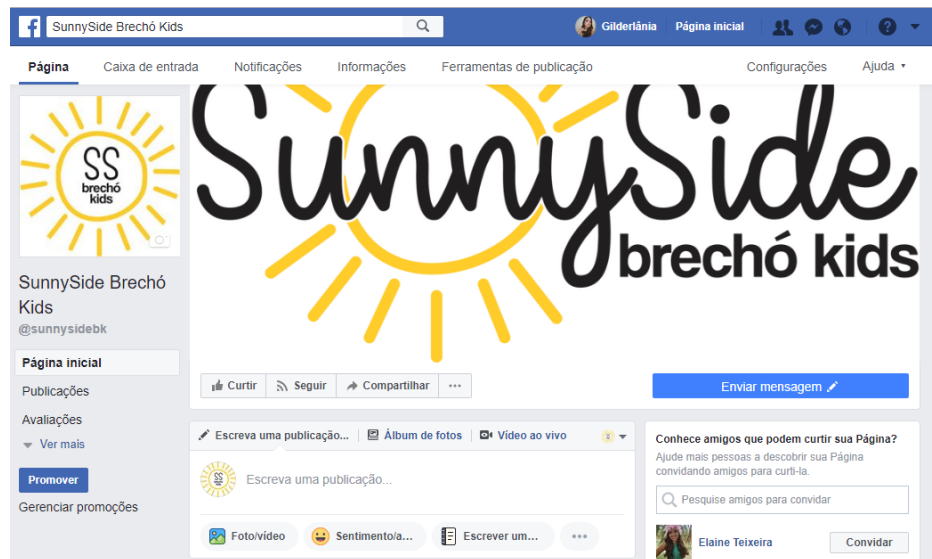 SunnySide Brechó Kids
Gilderlânia
Página inicial
Página
Caixa de entrada
Notificações
Informações
Ferramentas de publicação
Configurações
Ajuda
SS
brechó
kids
SunnySide
brechó kids
SunnySide Brechó
Kids
@sunnysidebk
Página inicial
Publicações
Avaliações
Ver mais
Promover
Gerenciar promoções
Curtir
Seguir
Compartilhar
Enviar mensagem
Escreva uma publicação...
Álbum de fotos
Vídeo ao vivo
SS
Escreva uma publicação...
Foto/vídeo
Sentimento/a...
Escrever um...
Conhece amigos que podem curtir sua Página?
Ajude mais pessoas a descobrir sua Página
convidando amigos para curti-la.
Pesquise amigos para convidar
Elaine Teixeira
Convidar